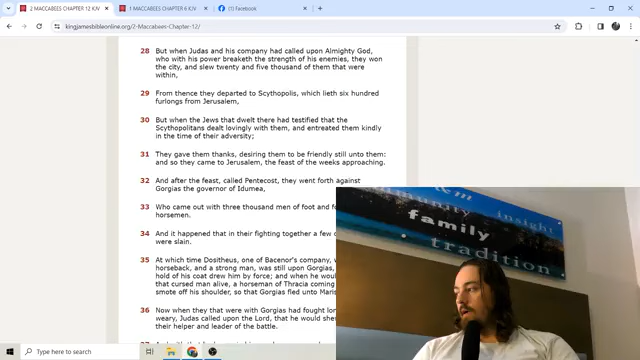 2 MACCABEES CHAPTER 12 KJV
1 MACCABEES CHAPTER 6 KJV
(1) Facebook
kingjamesbibleonline.org/2-Maccabees-Chapter-12/
28 But when Judas and his company had called upon Almighty God,
who with his power breaketh the strength of his enemies, they won
the city, and slew twenty and five thousand of them that were
within,
29 From thence they departed to Scythopolis, which lieth six hundred
furlongs from Jerusalem,
30 But when the Jews that dwelt there had testified that the
Scythopolitans dealt lovingly with them, and entreated them kindly
in the time of their adversity;
31 They gave them thanks, desiring them to be friendly still unto them:
and so they came to Jerusalem, the feast of the weeks approaching.
32 And after the feast, called Pentecost, they went forth against
Gorgias the governor of Idumea,
33 Who came out with three thousand men of foot and
horsemen.
34 And it happened that in their fighting together a few
were slain.
35 At which time Dositheus, one of Bacenor's company,
horseback, and a strong man, was still upon Gorgias,
hold of his coat drew him by force; and when he would
that cursed man alive, a horseman of Thracia coming
smote off his shoulder, so that Gorgias fled unto
36 Now when they that were with Gorgias had fought
weary, Judas called upon the Lord, that he would
their helper and leader of the battle.
community
insight
family
tradition
Type here to search